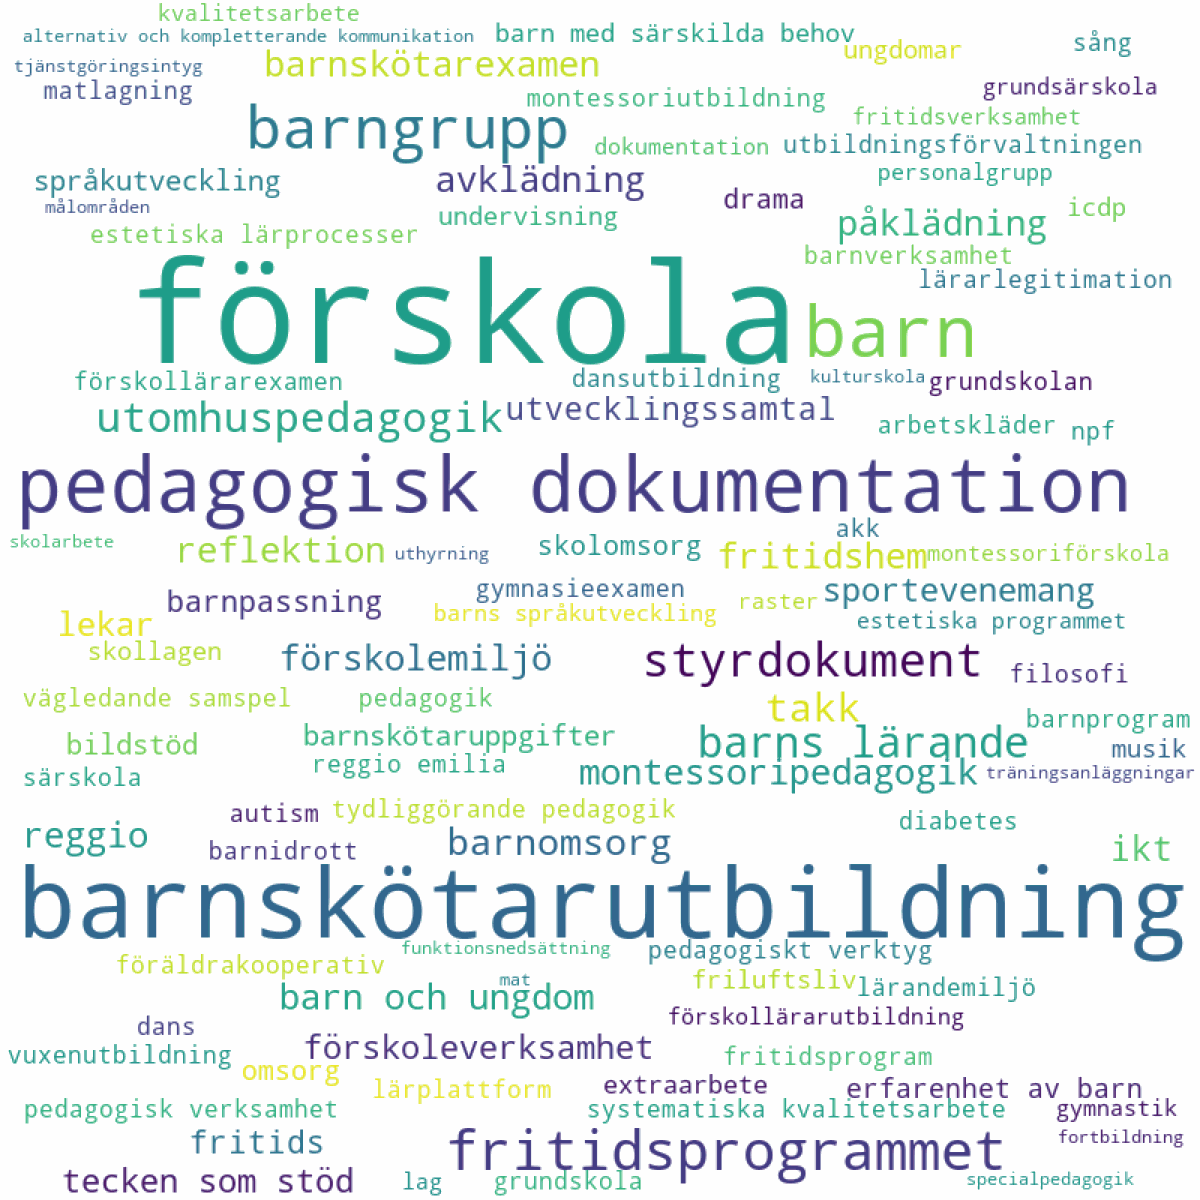 kvalitetsarbete
alternativ och kompletterande kommunikation
barn med särskilda behov
ungdomar
sång
tjänstgöringsintyg
barnskötarexamen
matlagning
grundsärskola
montessoriutbildning
barngrupp
fritidsverksamhet
dokumentation
utbildningsförvaltningen
språkutveckling
avklädning
personalgrupp
målområden
drama
icdp
undervisning
påklädning
estetiska lärprocesser
barnverksamhet
lärarlegitimation
förskola
barn
förskollärarexamen
dansutbildning
kulturskola
grundskolan
utomhuspedagogik
utvecklingssamtal
arbetskläder
npf
pedagogisk dokumentation
akk
skolarbete
reflektion
uthyrning
skolomsorg
fritidshem
montessoriförskola
gymnasieexamen
sportevenemang
barnpassning
barns språkutveckling
raster
lekar
estetiska programmet
skollagen
förskolemiljö
styrdokument
filosofi
vägledande samspel
pedagogik
takk
barnprogram
bildstöd
barnskötaruppgifter
barns lärande
musik
särskola
reggio emilia
montessoripedagogik
träningsanläggningar
autism
tydliggörande pedagogik
diabetes
reggio
barnidrott
barnomsorg
ikt
barnskötarutbildning
funktionsnedsättning
pedagogiskt verktyg
föräldrakooperativ
mat
friluftsliv
lärandemiljö
barn och ungdom
dans
förskollärarutbildning
vuxenutbildning
förskoleverksamhet
fritidsprogram
omsorg
lärplattform
extraarbete
erfarenhet av barn
pedagogisk verksamhet
systematiska kvalitetsarbete
gymnastik
fritids
fritidsprogrammet
fortbildning
tecken som stöd
lag
grundskola
specialpedagogik